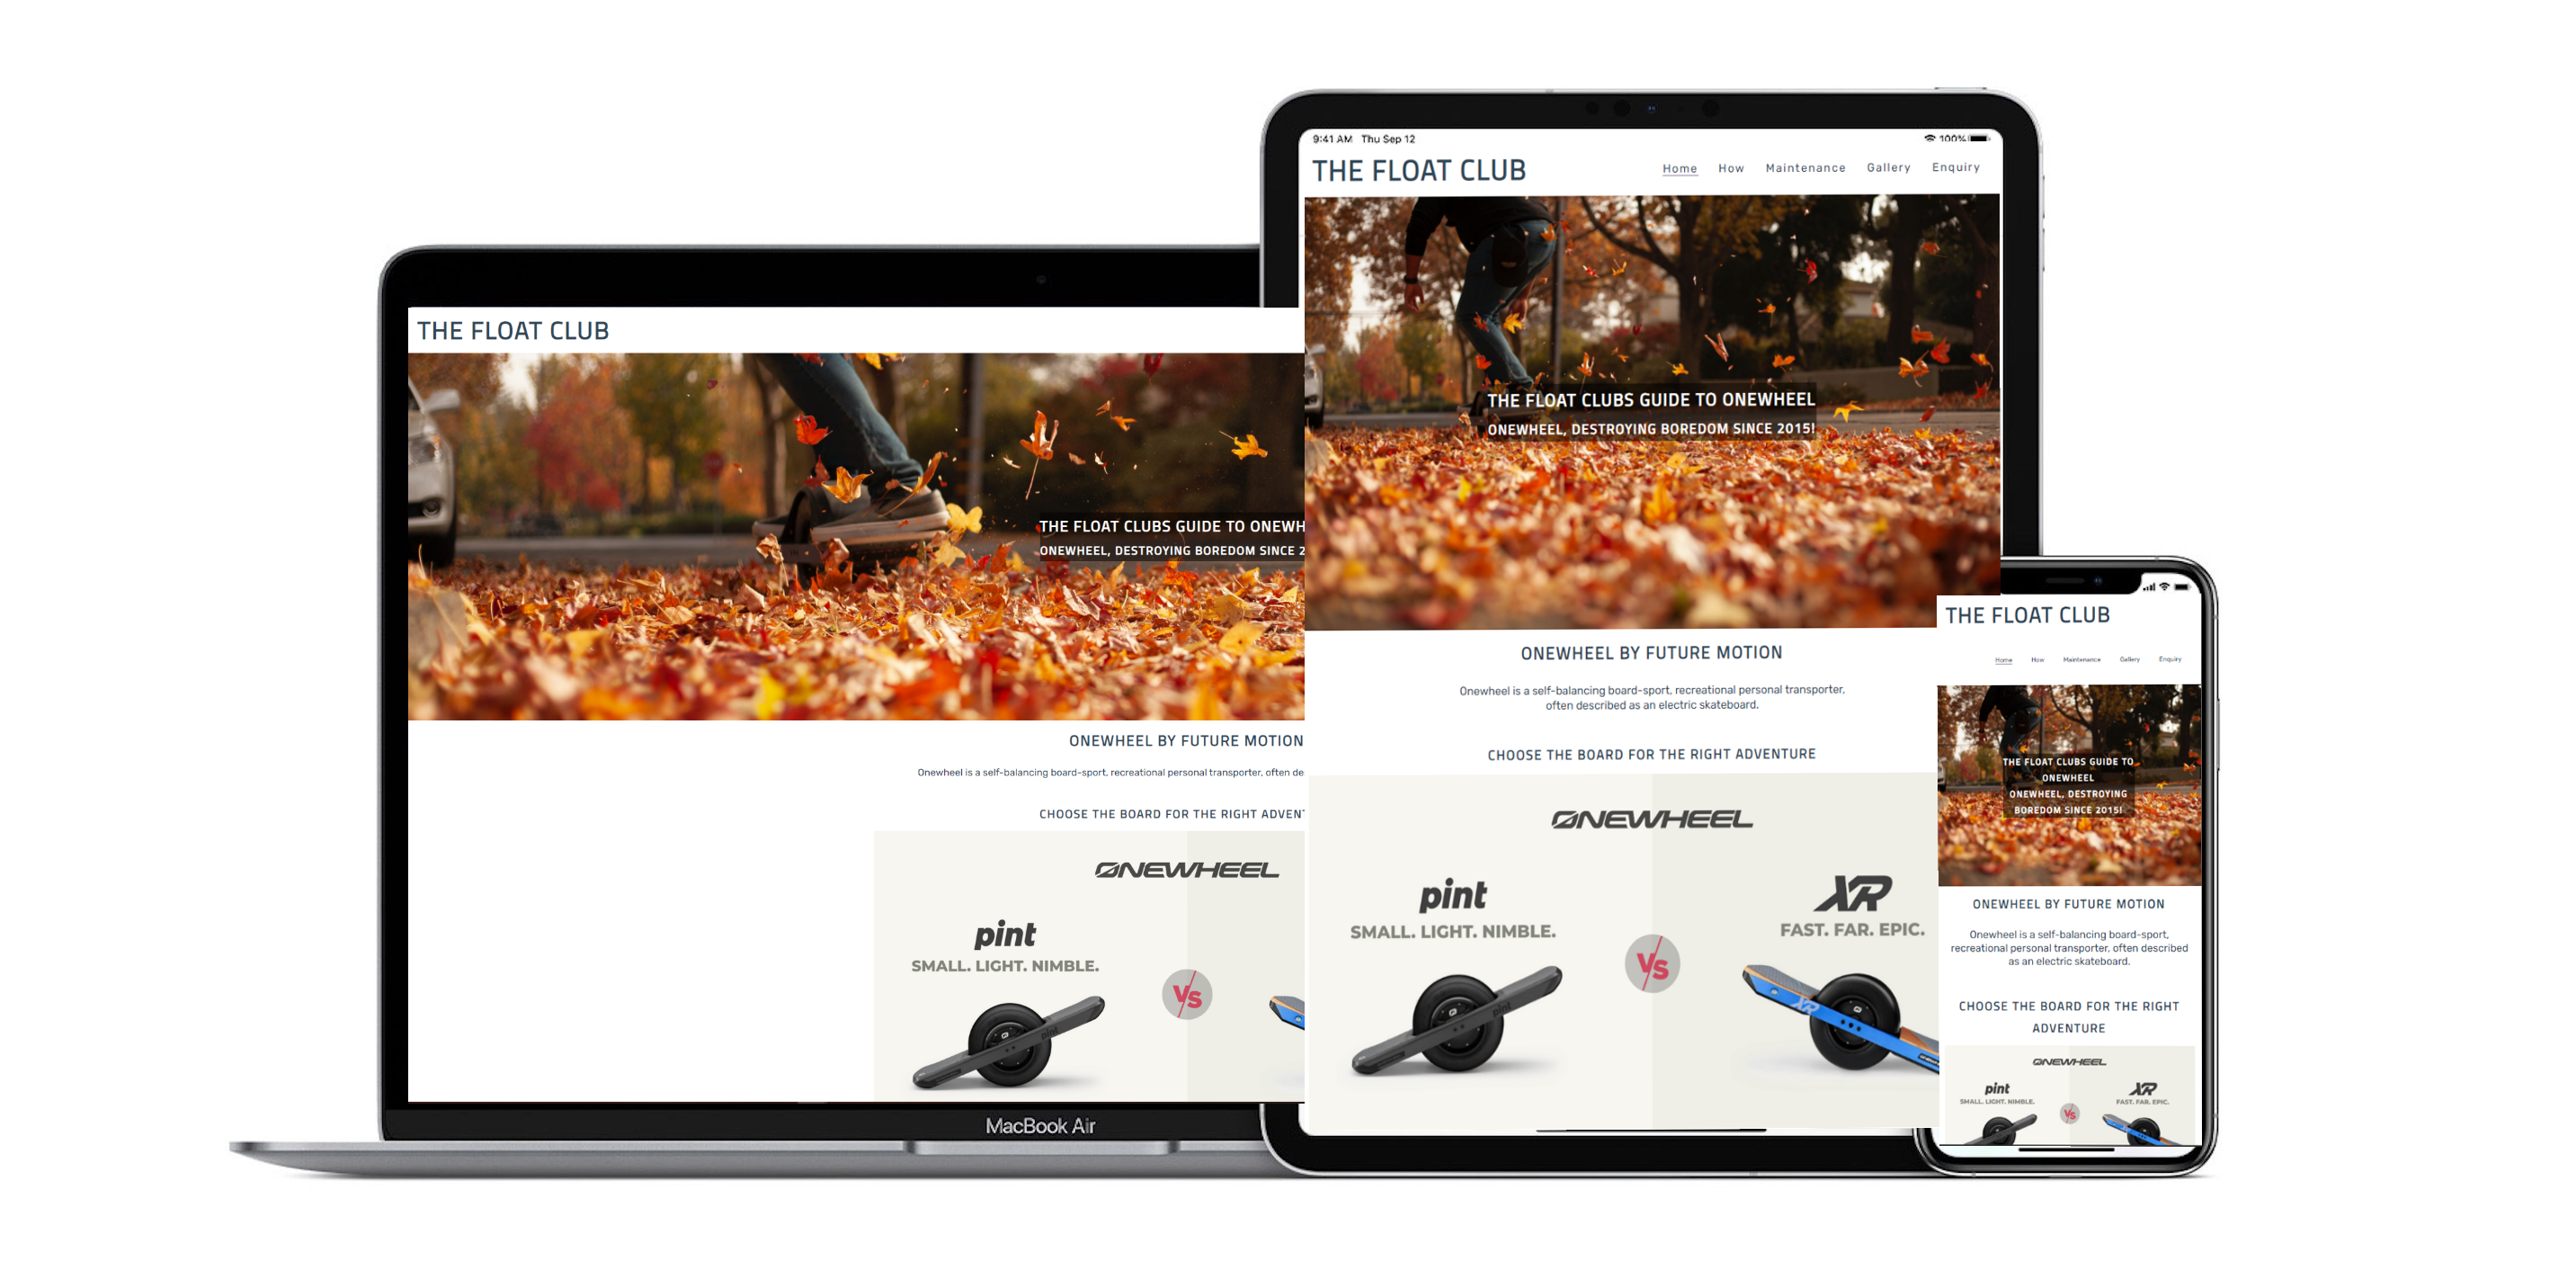 THE FLOAT CLUB
THE FLOAT CLUBS GUIDE TO ONEWH
ONEWHEEL, DESTROYING BOREDOM SINCE 2
ONEWHEEL BY FUTURE MOTION
Onewheel is a self-balancing board-sport, recreational personal transporter, often de
CHOOSE THE BOARD FOR THE RIGHT ADVEN
ONEWHEEL
pint
SMALL. LIGHT. NIMBLE.
VS
pint
MacBook Air
9:41 AM Thu Sep 12
100%
THE FLOAT CLUB
Home How Maintenance Gallery Enquiry
THE FLOAT CLUBS GUIDE TO ONEWHEEL
ONEWHEEL, DESTROYING BOREDOM SINCE 2015!
ONEWHEEL BY FUTURE MOTION
Onewheel is a self-balancing board-sport, recreational personal transporter,
often described as an electric skateboard.
CHOOSE THE BOARD FOR THE RIGHT ADVENTURE
ONEWHEEL
pint XR
SMALL. LIGHT. NIMBLE. FAST. FAR. EPIC.
VS
pint XR
THE FLOAT CLUB
Home How Maintenance Gallery Enquiry
THE FLOAT CLUBS GUIDE TO
ONEWHEEL
ONEWHEEL, DESTROYING
BOREDOM SINCE 2015!
ONEWHEEL BY FUTURE MOTION
Onewheel is a self-balancing board-sport,
recreational personal transporter, often described
as an electric skateboard.
CHOOSE THE BOARD FOR THE RIGHT
ADVENTURE
ONEWHEEL
pint XR
SMALL. LIGHT. NIMBLE. FAST. FAR. EPIC.
VS